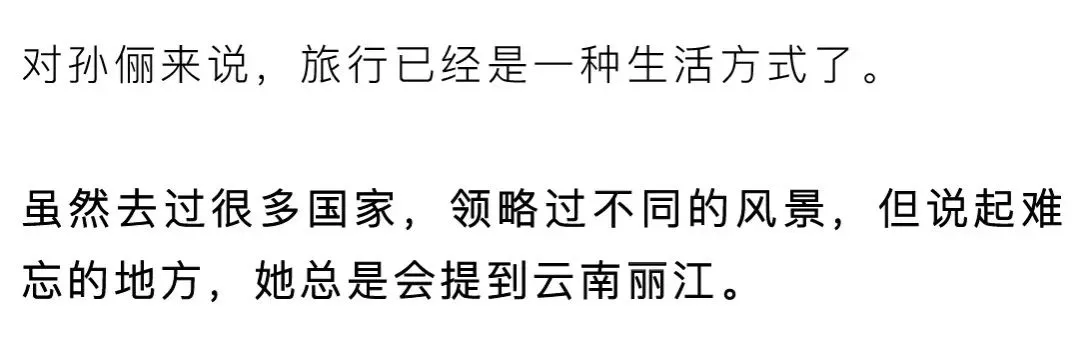 对孙俪来说，旅行已经是一种生活方式了。
虽然去过很多国家，领略过不同的风景，但说起难
忘的地方，她总是会提到云南丽江。